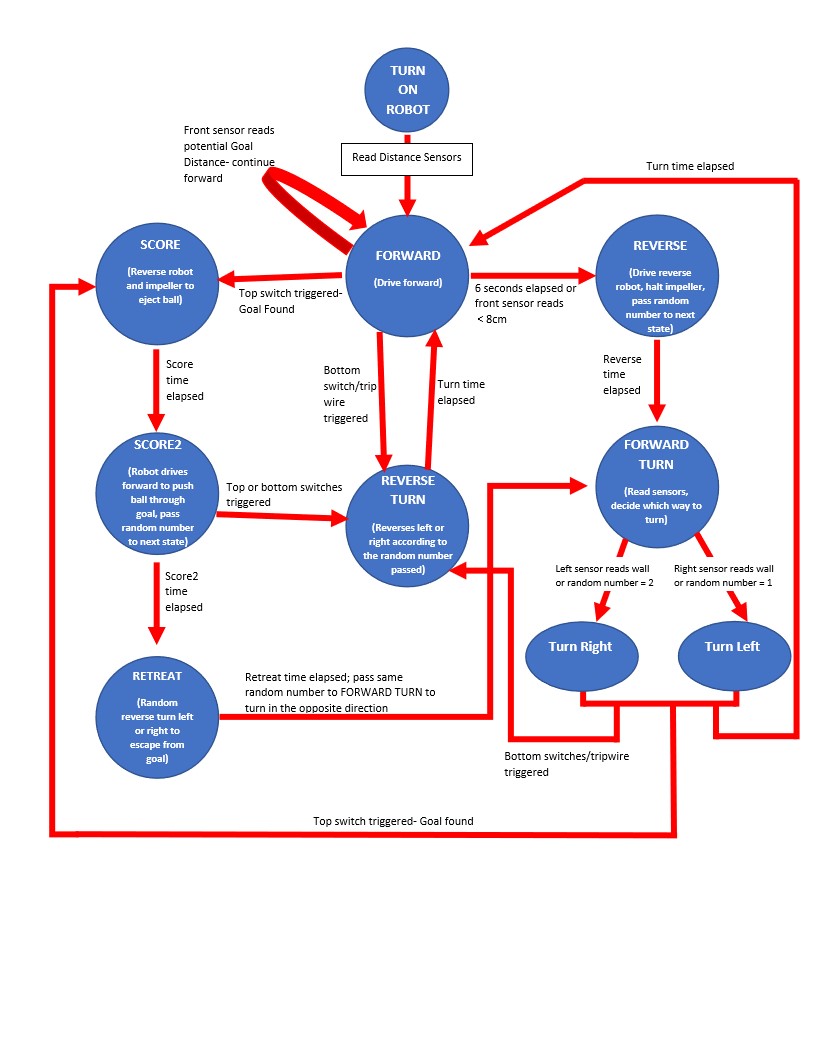 TURN
ON
ROBOT
Front sensor reads
potential Goal
Distance- continue
forward
Read Distance Sensors
Turn time elapsed
SCORE
(Reverse robot
and impeller to
eject ball)
FORWARD
(Drive forward)
REVERSE
(Drive reverse
robot, halt impeller,
pass random
number to next
state)
Top switch triggered-
Goal Found
6 seconds elapsed or
front sensor reads
< 8cm
Score
time
elapsed
Bottom
switch/trip
wire
triggered
Turn time
elapsed
Reverse
time
elapsed
SCORE2
(Robot drives
forward to push
ball through
goal, pass
random number
to next state)
Top or bottom switches
triggered
REVERSE
TURN
(Reverses left or
right according to
the random number
passed)
FORWARD
TURN
(Read sensors,
decide which way to
turn)
Score2
time
elapsed
Left sensor reads wall
or random number = 2
Right sensor reads wall
or random number = 1
Turn Right
Turn Left
RETREAT
(Random
reverse turn left
or right to
escape from
goal)
Retreat time elapsed; pass same
random number to FORWARD TURN to
turn in the opposite direction
Bottom switches/tripwire
triggered
Top switch triggered- Goal found